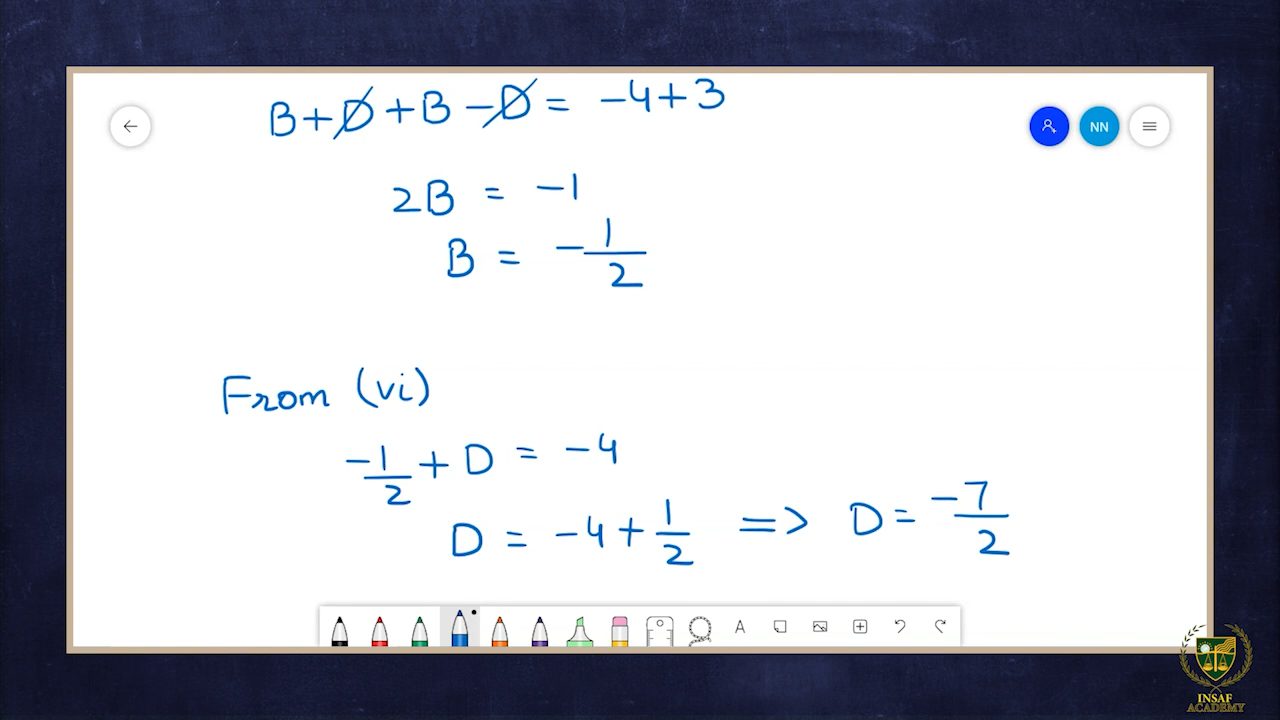 B + D + B - D = -4 + 3
NN
2B = -1
B = -1/2
From (vi)
-1/2 + D = -4
D = -4 + 1/2 => D = -7/2
A
INSAF
ACADEMY